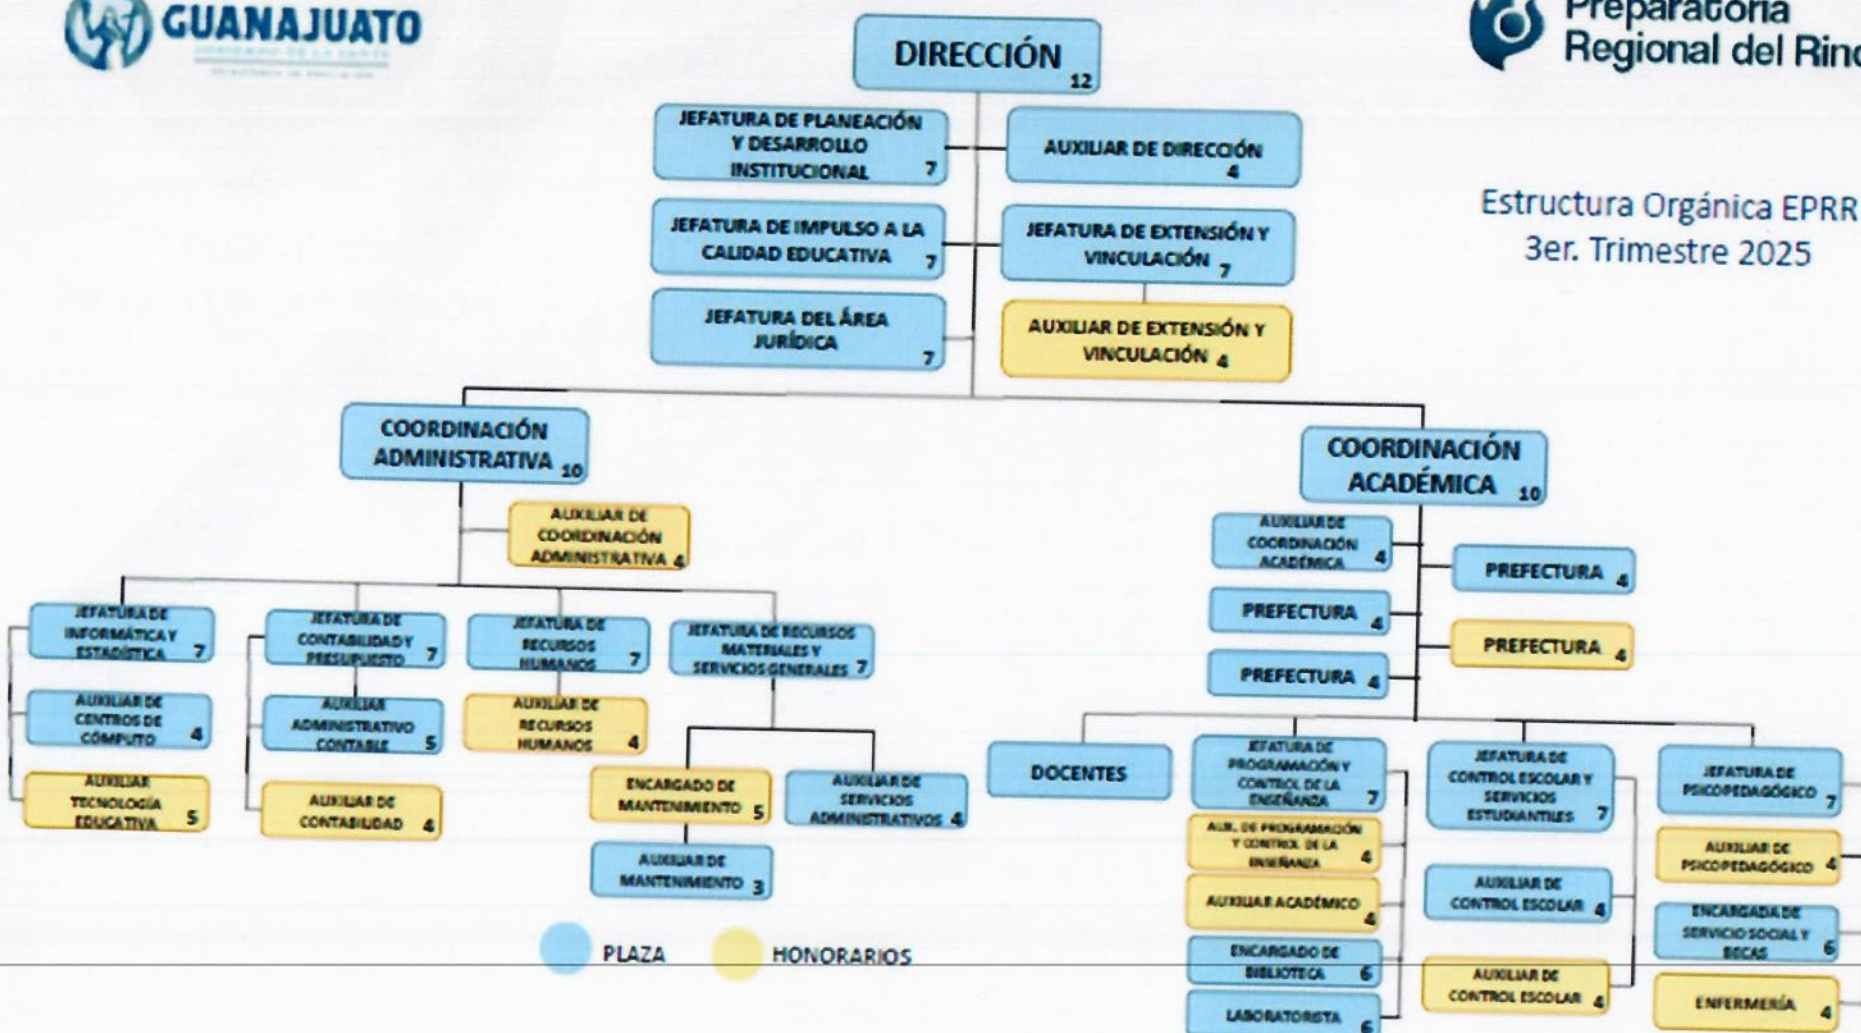 GUANAJUATO
Preparatoria
Regional del Rinc
Estructura Orgánica EPRR
3er. Trimestre 2025
DIRECCIÓN
12
JEFATURA DE PLANEACIÓN
Y DESARROLLO
INSTITUCIONAL 7
AUXILIAR DE DIRECCIÓN
4
JEFATURA DE IMPULSO A LA
CALIDAD EDUCATIVA 7
JEFATURA DE EXTENSIÓN Y
VINCULACIÓN 7
JEFATURA DEL ÁREA
JURÍDICA
7
AUXILIAR DE EXTENSIÓN Y
VINCULACIÓN 4
COORDINACIÓN
ADMINISTRATIVA 10
AUXILIAR DE
COORDINACIÓN
ADMINISTRATIVA 4
JEFATURA DE
INFORMÁTICA Y
ESTADÍSTICA 7
AUXILIAR DE
CENTROS DE
CÓMPUTO 4
AUXILIAR
TECNOLOGÍA
EDUCATIVA 5
JEFATURA DE
CONTABILIDAD Y
PRESUPUESTO 7
AUXILIAR
ADMINISTRATIVO
CONTABLE 5
AUXILIAR DE
CONTABILIDAD 4
JEFATURA DE
RECURSOS
HUMANOS 7
AUXILIAR DE
RECURSOS
HUMANOS 4
JEFATURA DE RECURSOS
MATERIALES Y
SERVICIOS GENERALES 7
ENCARGADO DE
MANTENIMIENTO 5
AUXILIAR DE
MANTENIMIENTO 3
AUXILIAR DE
SERVICIOS
ADMINISTRATIVOS 4
COORDINACIÓN
ACADÉMICA 10
AUXILIAR DE
COORDINACIÓN
ACADÉMICA 4
PREFECTURA 4
PREFECTURA 4
PREFECTURA 4
PREFECTURA 4
DOCENTES
JEFATURA DE
PROGRAMACIÓN Y
CONTROL DE LA
ENSEÑANZA 7
AUX. DE PROGRAMACIÓN
Y CONTROL DE LA
ENSEÑANZA 4
AUXILIAR ACADÉMICO
4
ENCARGADO DE
BIBLIOTECA 6
LABORATORISTA
6
JEFATURA DE
CONTROL ESCOLAR Y
SERVICIOS
ESTUDIANTILES 7
AUXILIAR DE
CONTROL ESCOLAR 4
AUXILIAR DE
CONTROL ESCOLAR 4
JEFATURA DE
PSICOPEDAGÓGICO 7
AUXILIAR DE
PSICOPEDAGÓGICO 4
ENCARGADA DE
SERVICIO SOCIAL Y
BECAS 6
ENFERMERÍA 4
PLAZA
HONORARIOS